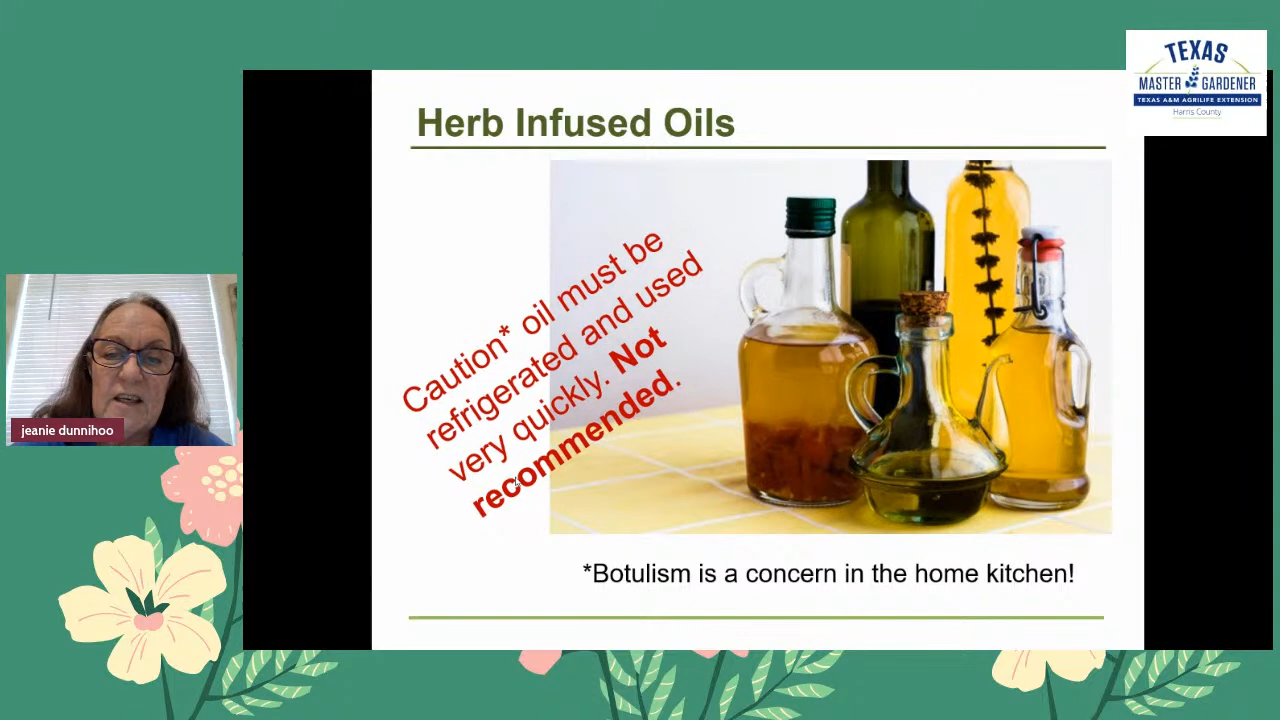 TEXAS
MASTER GARDENER
TEXAS A&M AGRILIFE EXTENSION
Harris County
Herb Infused Oils
Caution* oil must be
refrigerated and used
very quickly. Not
recommended.
*Botulism is a concern in the home kitchen!
jeanie dunnihoo